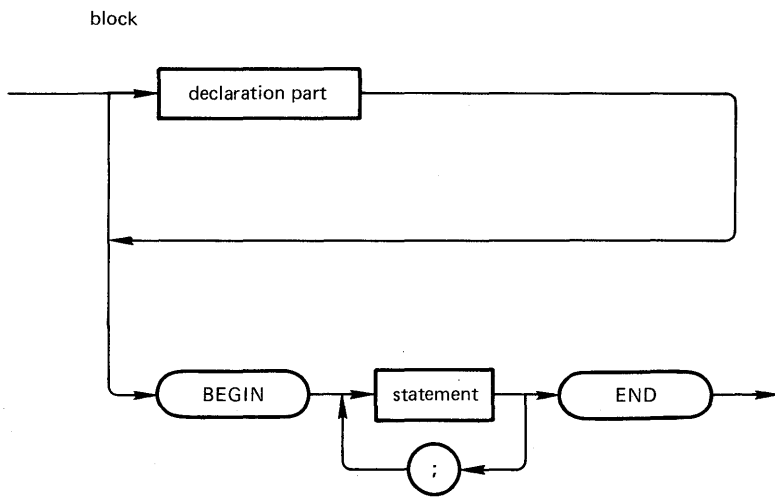 block
declaration part
BEGIN
statement
END
;